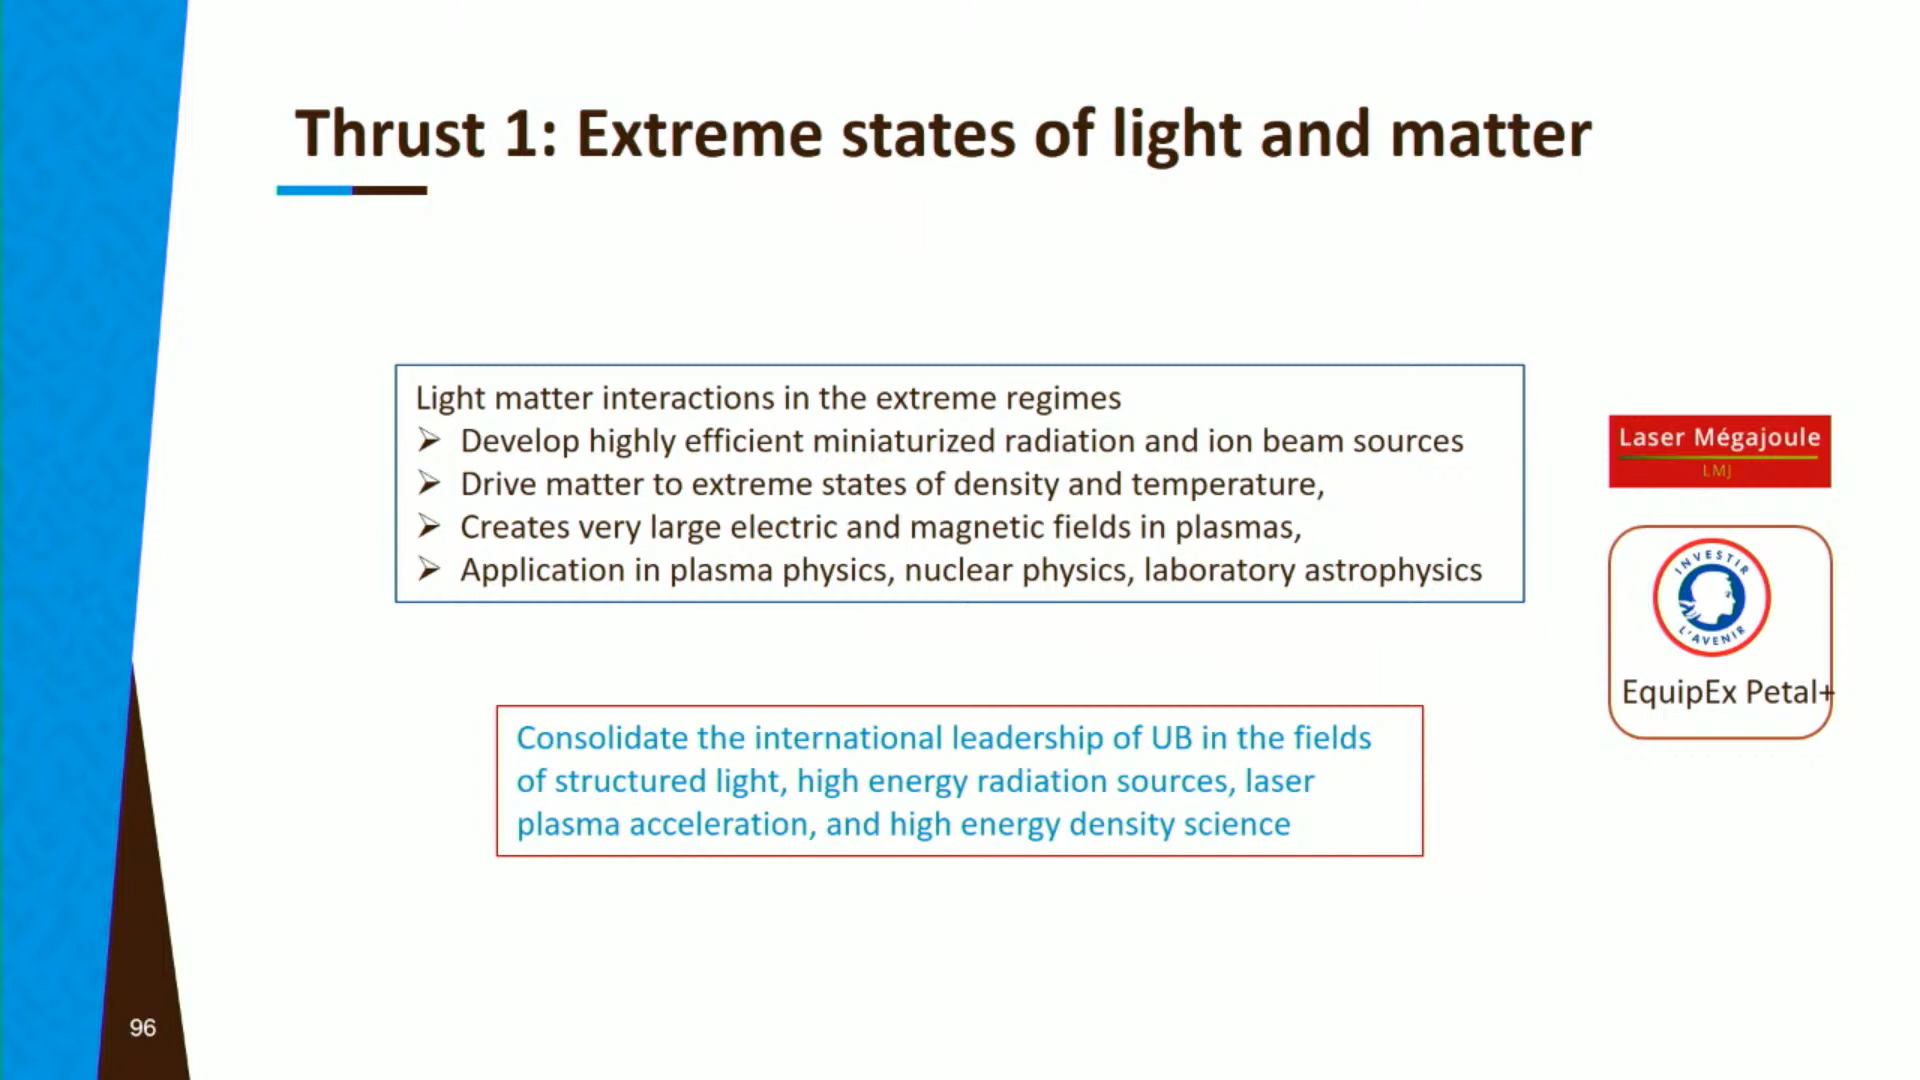 Thrust 1: Extreme states of light and matter
Light matter interactions in the extreme regimes
➢ Develop highly efficient miniaturized radiation and ion beam sources
➢ Drive matter to extreme states of density and temperature,
➢ Creates very large electric and magnetic fields in plasmas,
➢ Application in plasma physics, nuclear physics, laboratory astrophysics
Laser Mégajoule
LMJ
INVESTIR
L'AVENIR
EquipEx Petal+
Consolidate the international leadership of UB in the fields
of structured light, high energy radiation sources, laser
plasma acceleration, and high energy density science
96